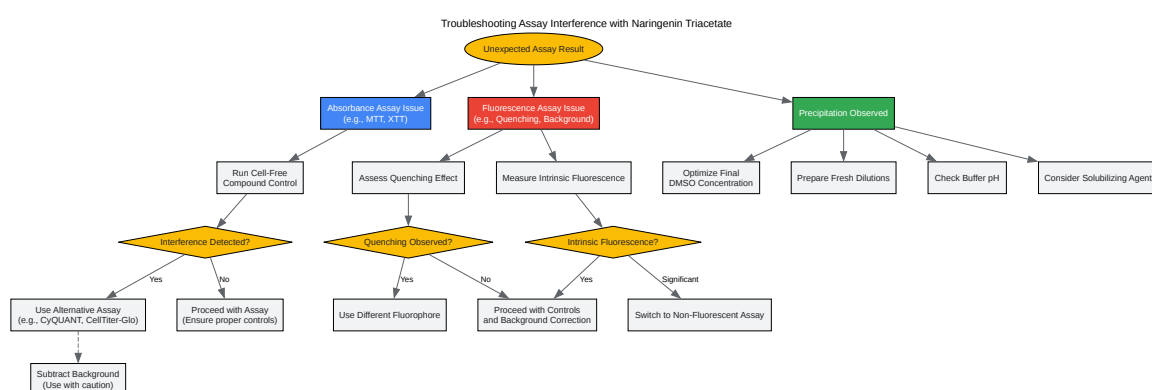 Troubleshooting Assay Interference with Naringenin Triacetate
Unexpected Assay Result
Absorbance Assay Issue
(e.g., MTT, XTT)
Fluorescence Assay Issue
(e.g., Quenching, Background)
Precipitation Observed
Run Cell-Free
Compound Control
Assess Quenching Effect
Measure Intrinsic Fluorescence
Optimize Final
DMSO Concentration
Prepare Fresh Dilutions
Check Buffer pH
Consider Solubilizing Agent
Interference Detected?
Quenching Observed?
Intrinsic Fluorescence?
Yes
No
Yes
No
Yes
Significant
Use Alternative Assay
(e.g., CyQUANT, CellTiter-Glo)
Proceed with Assay
(Ensure proper controls)
Use Different Fluorophore
Proceed with Controls
and Background Correction
Switch to Non-Fluorescent Assay
Subtract Background
(Use with caution)